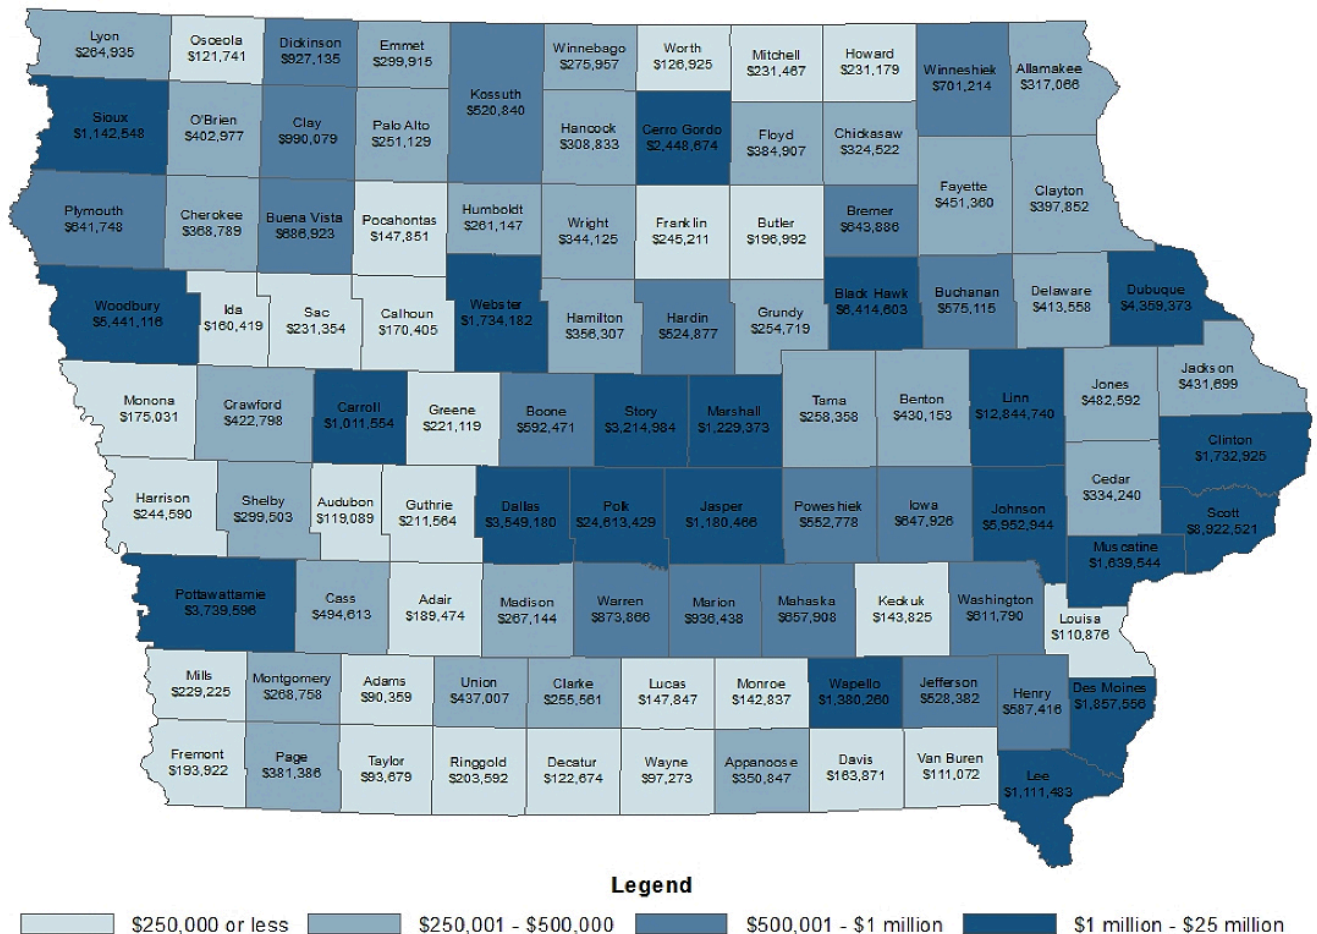 Lyon
$264,935
Osceola
$121,741
Dickinson
$927,135
Emmet
$299,915
Kossuth
$520,840
Winnebago
$275,957
Worth
$126,925
Mitchell
$231,467
Howard
$231,179
Winneshiek
$701,214
Allamakee
$317,066
Sioux
$1,142,548
O'Brien
$402,977
Clay
$990,079
Palo Alto
$251,129
Hancock
$308,833
Cerro Gordo
$2,448,674
Floyd
$384,907
Chickasaw
$324,522
Plymouth
$641,748
Cherokee
$368,789
Buena Vista
$686,923
Pocahontas
$147,851
Humboldt
$261,147
Wright
$344,125
Franklin
$245,211
Butler
$196,992
Bremer
$643,886
Fayette
$451,360
Clayton
$397,852
Woodbury
$5,441,116
Ida
$160,419
Sac
$231,354
Calhoun
$170,405
Webster
$1,734,182
Hamilton
$356,307
Hardin
$524,877
Grundy
$254,719
Black Hawk
$6,414,603
Buchanan
$575,115
Delaware
$413,558
Dubuque
$4,359,373
Monona
$175,031
Crawford
$422,798
Carroll
$1,011,554
Greene
$221,119
Boone
$592,471
Story
$3,214,984
Marshall
$1,229,373
Tama
$258,358
Benton
$430,153
Linn
$12,844,740
Jones
$482,592
Jackson
$431,699
Clinton
$1,732,925
Harrison
$244,590
Shelby
$299,503
Audubon
$119,089
Guthrie
$211,564
Dallas
$3,549,180
Polk
$24,613,429
Jasper
$1,180,466
Poweshiek
$552,778
Iowa
$647,926
Johnson
$5,952,944
Cedar
$334,240
Scott
$8,922,521
Muscatine
$1,639,544
Pottawattamie
$3,739,596
Cass
$494,613
Adair
$189,474
Madison
$267,144
Warren
$873,866
Marion
$936,438
Mahaska
$657,908
Keokuk
$143,825
Washington
$611,790
Louisa
$110,876
Mills
$229,225
Montgomery
$268,758
Adams
$90,359
Union
$437,007
Clarke
$255,561
Lucas
$147,847
Monroe
$142,837
Wapello
$1,380,260
Jefferson
$528,382
Henry
$587,416
Des Moines
$1,857,556
Fremont
$193,922
Page
$381,386
Taylor
$93,679
Ringgold
$203,592
Decatur
$122,674
Wayne
$97,273
Appanoose
$350,847
Davis
$163,871
Van Buren
$111,072
Lee
$1,111,483
Legend
$250,000 or less
$250,001 - $500,000
$500,001 - $1 million
$1 million - $25 million